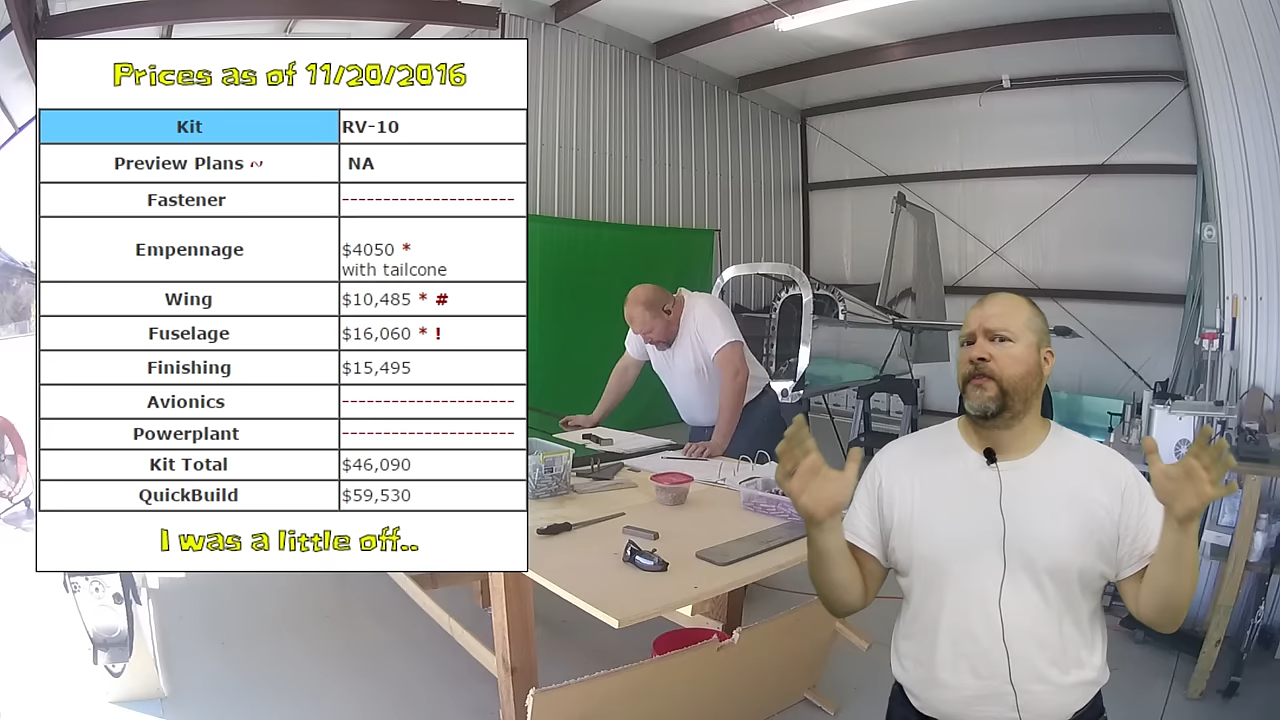 Prices as of 11/20/2016
Kit RV-10
Preview Plans ~ NA
Fastener ---------------------
Empennage $4050 *
with tailcone
Wing $10,485 * #
Fuselage $16,060 * !
Finishing $15,495
Avionics ---------------------
Powerplant ---------------------
Kit Total $46,090
QuickBuild $59,530
I was a little off..